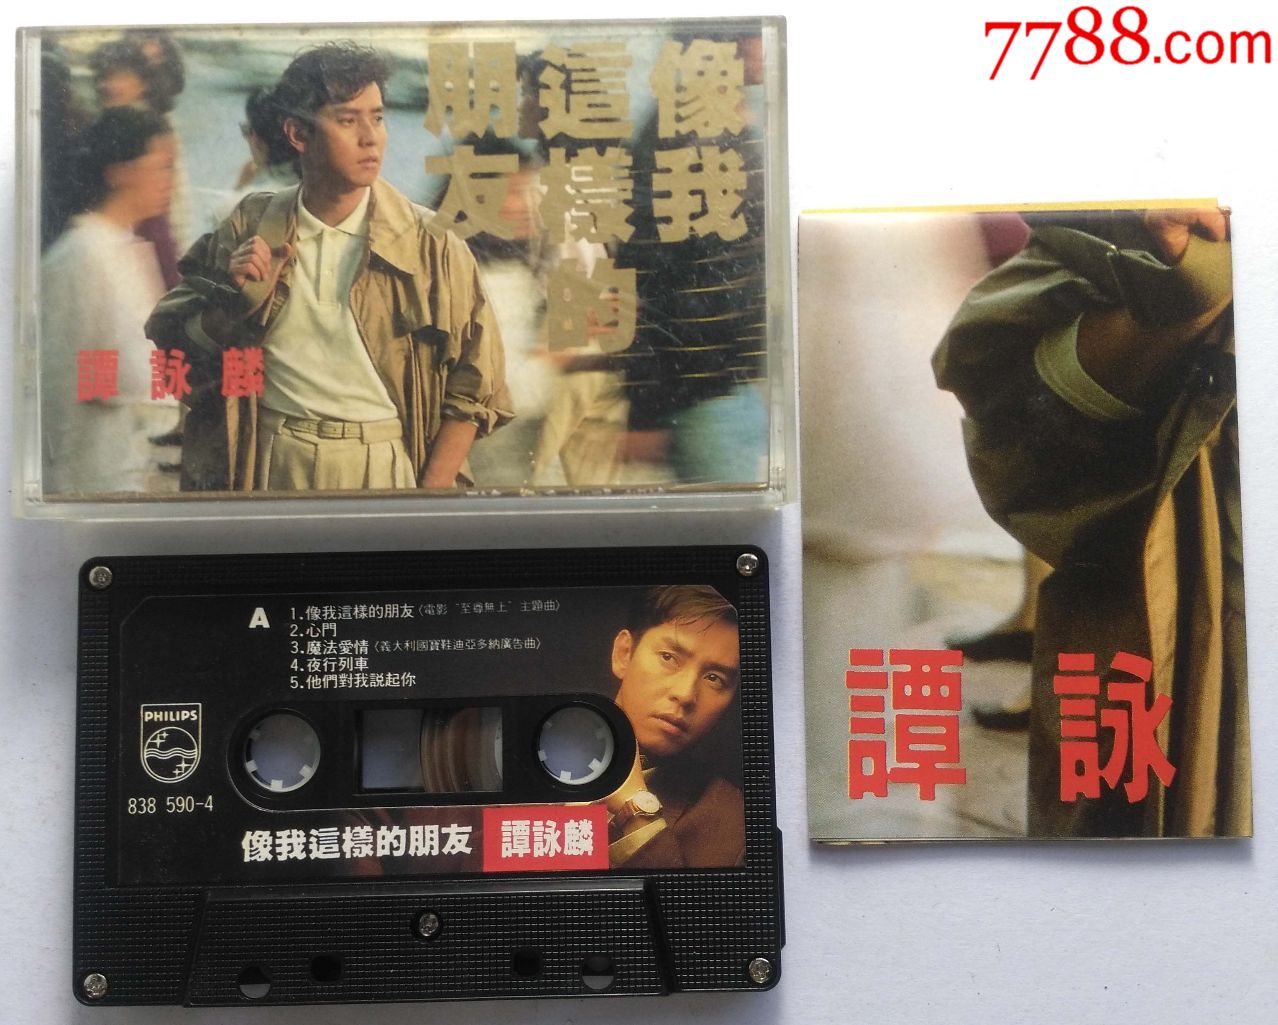 7788.com
像我
這樣的
朋友
譚詠麟
譚詠
A
1.像我這樣的朋友〈電影"至尊無上"主題曲〉
2.心門
3.魔法愛情〈義大利國寶鞋迪亞多納廣告曲〉
4.夜行列車
5.他們對我説起你
PHILIPS
838 590-4
像我這樣的朋友 譚詠麟